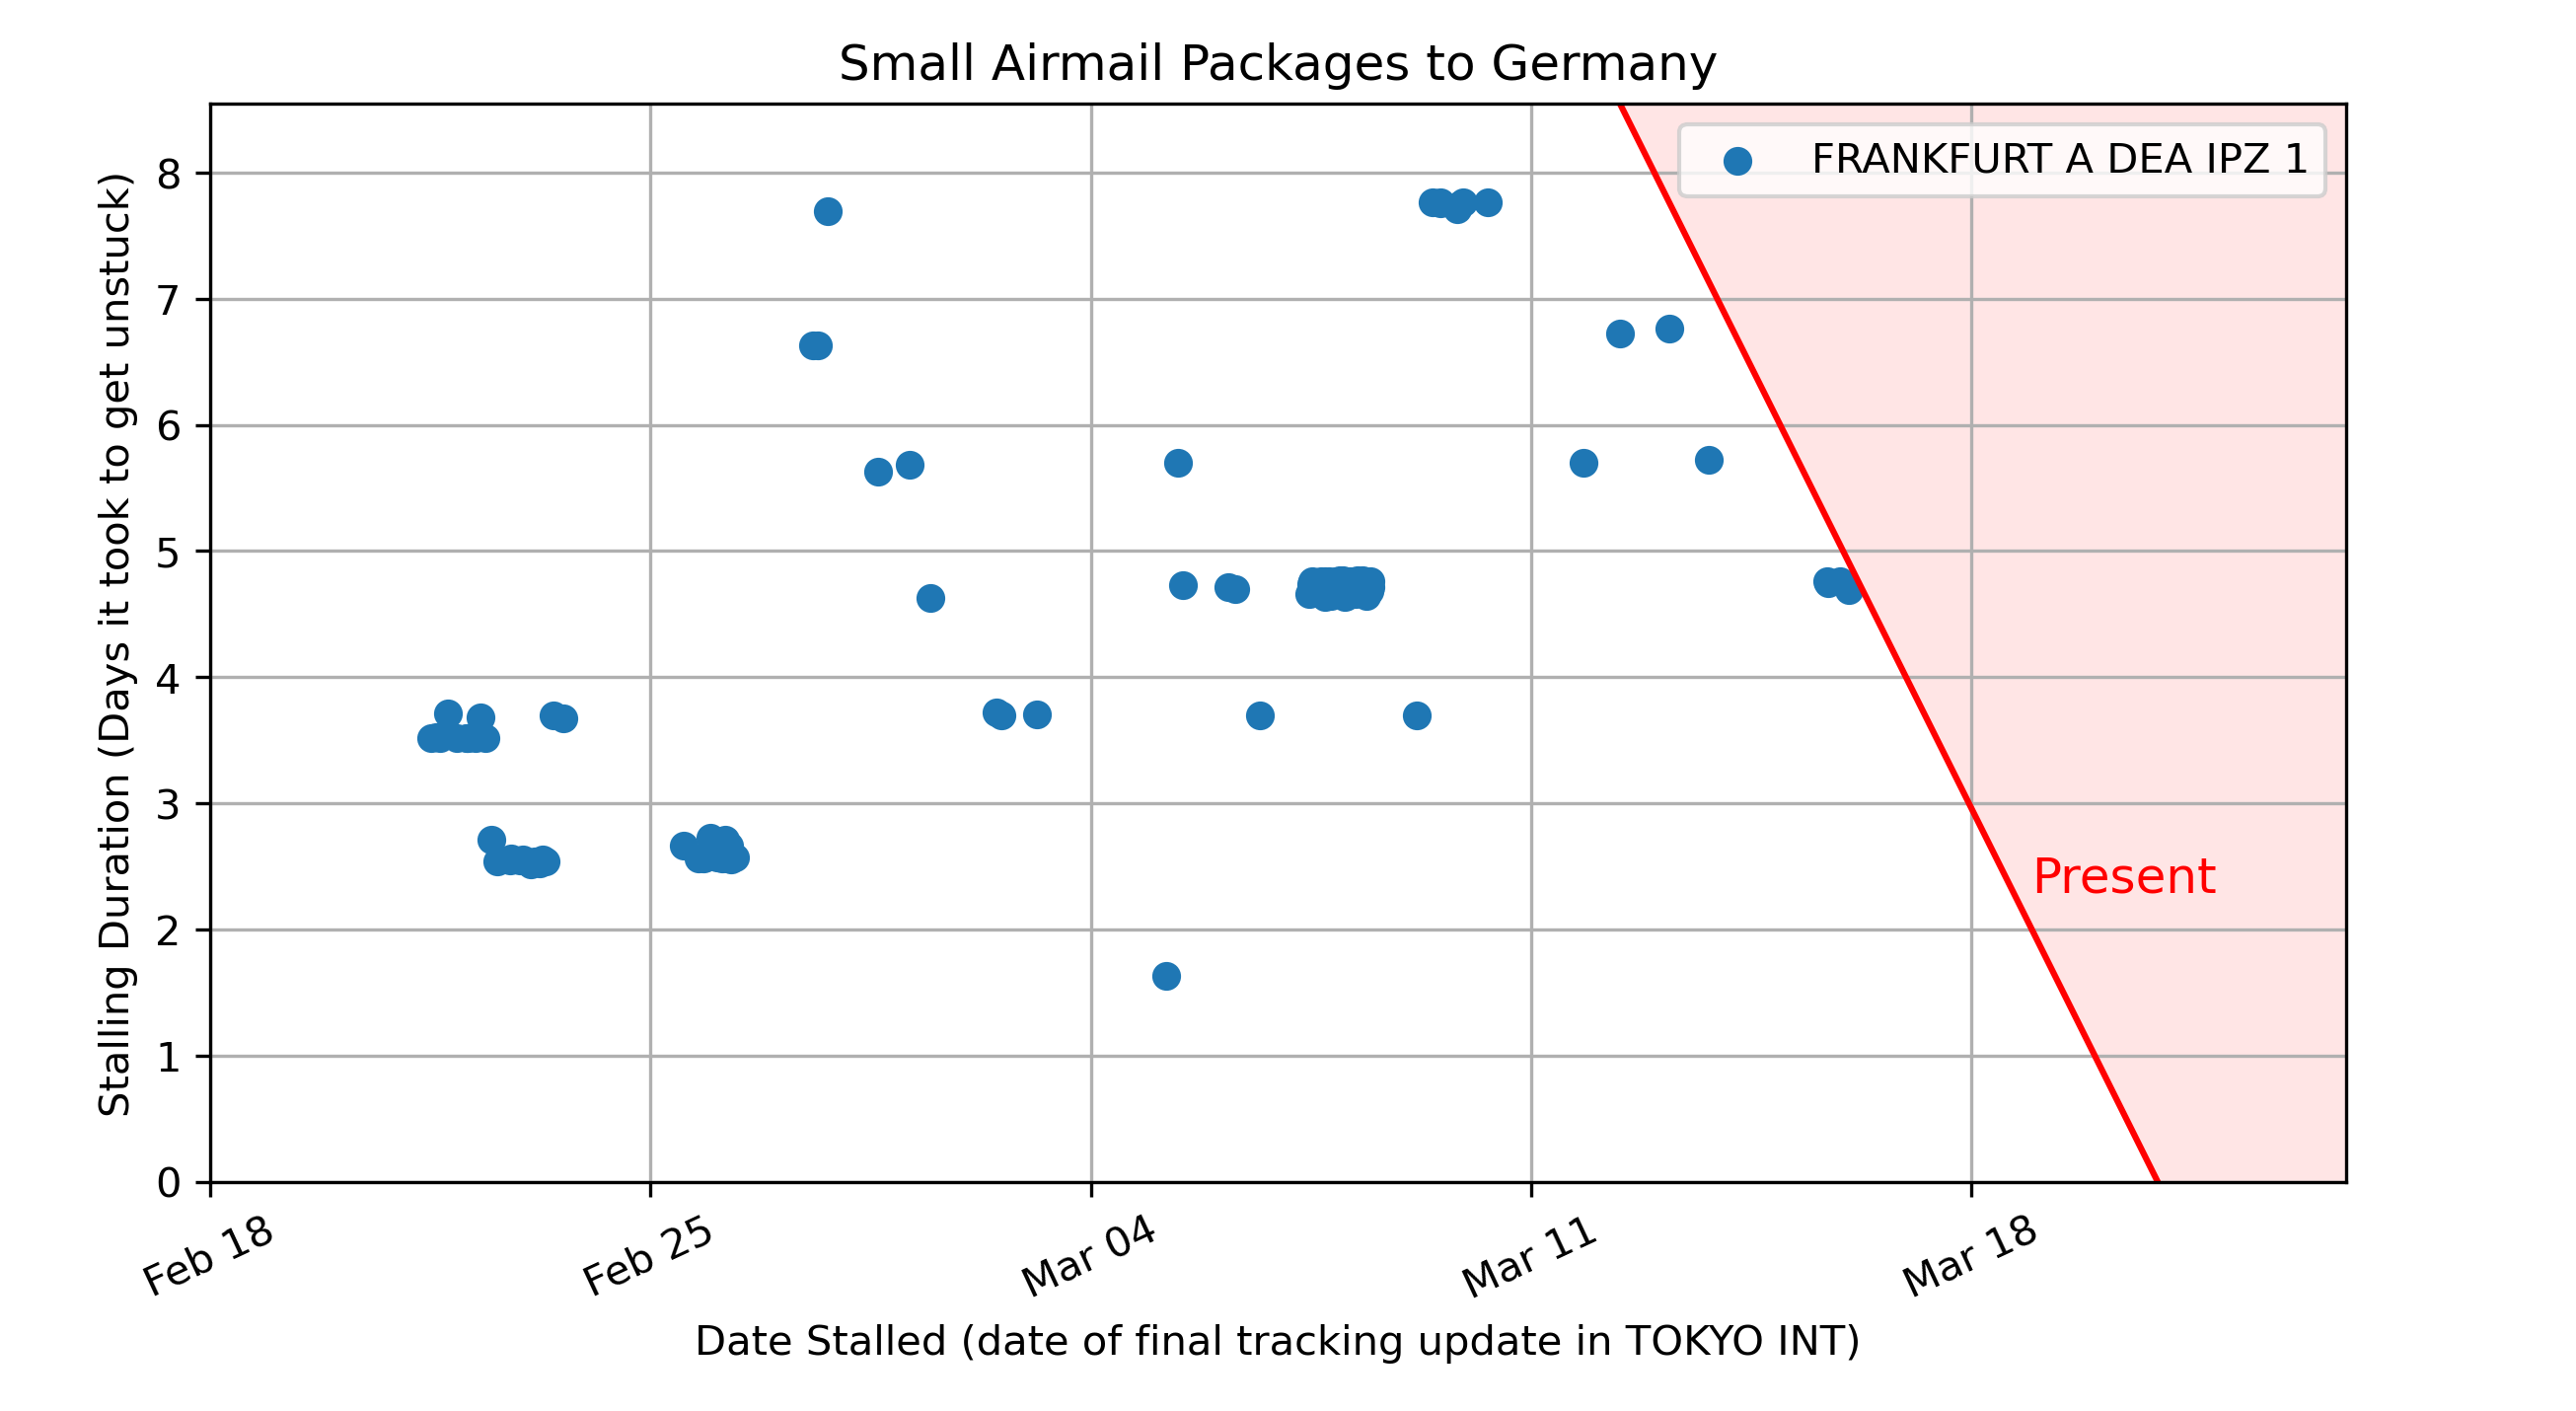 Small Airmail Packages to Germany
FRANKFURT A DEA IPZ 1
Stalling Duration (Days it took to get unstuck)
8
7
6
5
4
3
2
1
0
Present
Feb 18
Feb 25
Mar 04
Mar 11
Mar 18
Date Stalled (date of final tracking update in TOKYO INT)